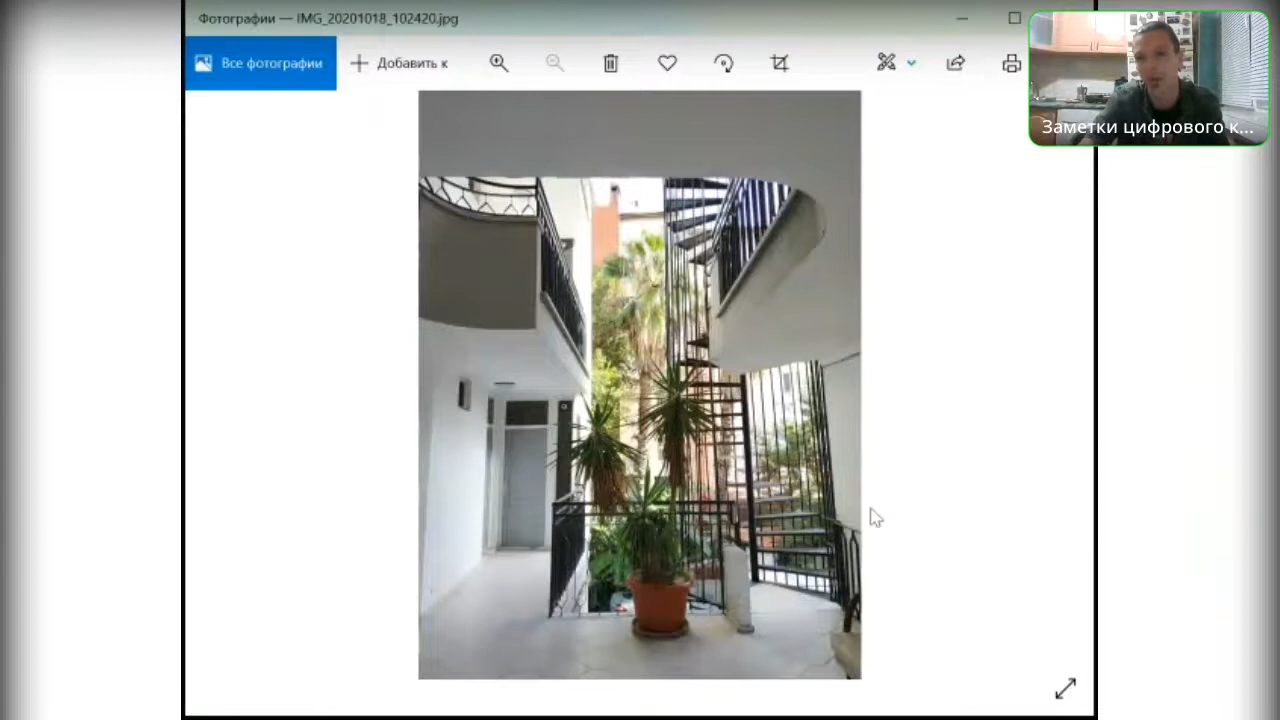 Фотографии — IMG_20201018_102420.jpg
Все фотографии
Добавить к
Заметки цифрового к...